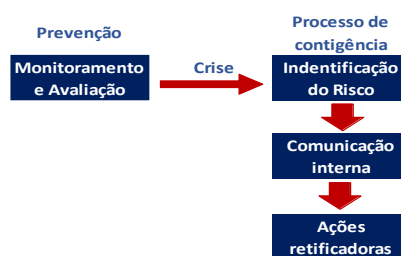 Prevenção
Monitoramento
e Avaliação
Crise
Processo de
contigência
Indentificação
do Risco
Comunicação
interna
Ações
retificadoras